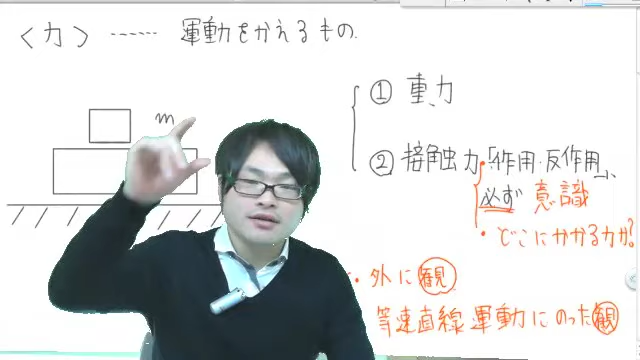 〈力〉 …… 運動をかえるもの.
① 重力
m
② 接触力「作用・反作用」
必ず 意識
・どこにかかる力か?
・外に観
等速直線運動にのった観